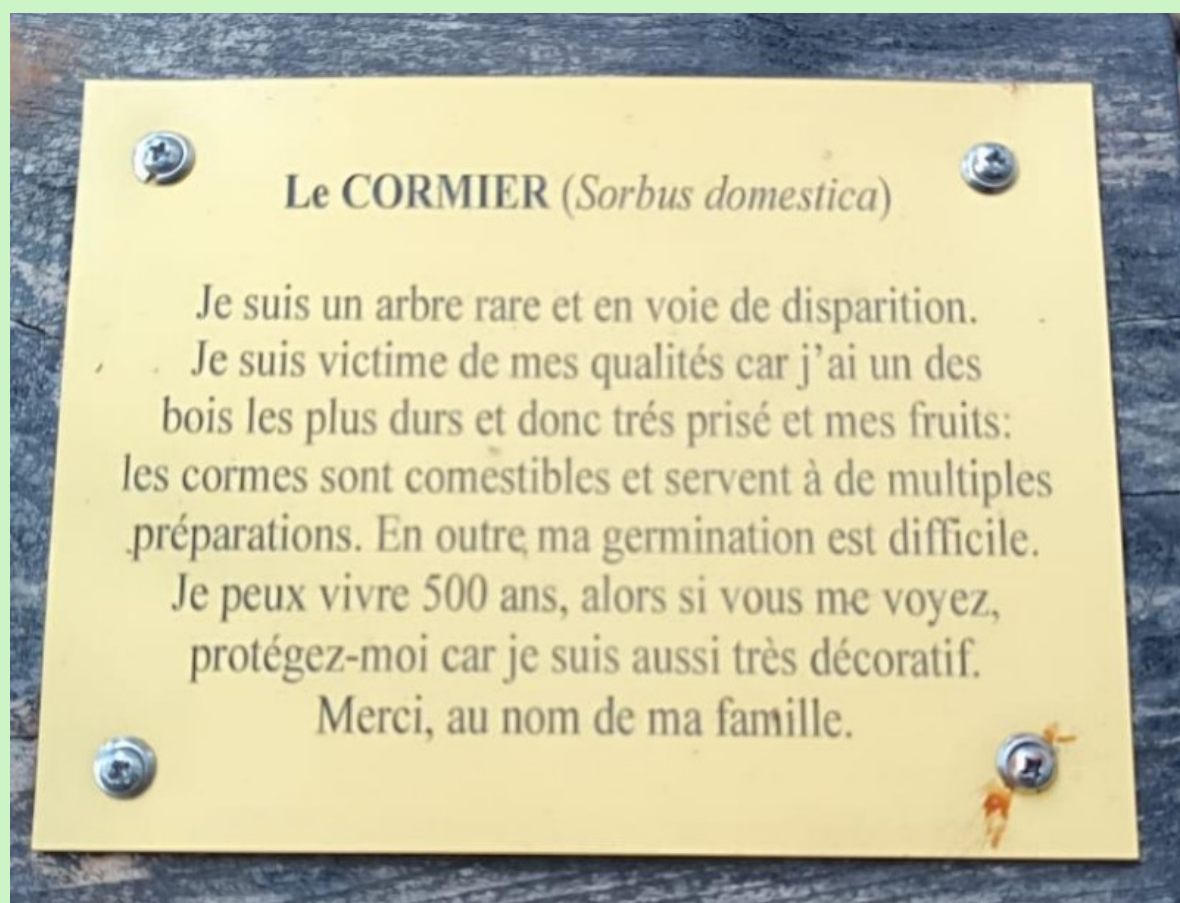 Le CORMIER (Sorbus domestica)
Je suis un arbre rare et en voie de disparition.
Je suis victime de mes qualités car j'ai un des
bois les plus durs et donc trés prisé et mes fruits:
les cormes sont comestibles et servent à de multiples
préparations. En outre ma germination est difficile.
Je peux vivre 500 ans, alors si vous me voyez,
protégez-moi car je suis aussi très décoratif.
Merci, au nom de ma famille.